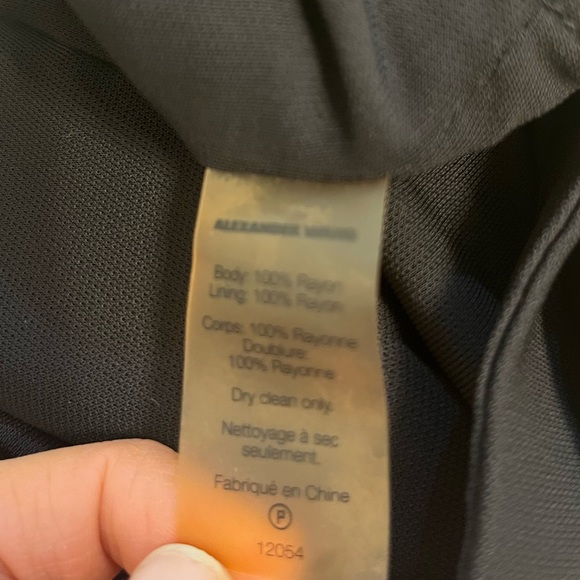 ALEXANDER WANG
Body: 100% Rayon
Lining: 100% Rayon
Corps: 100% Rayonne
Doublure:
100% Rayonne
Dry clean only.
Nettoyage à sec
seulement.
Fabriqué en Chine
P
12054